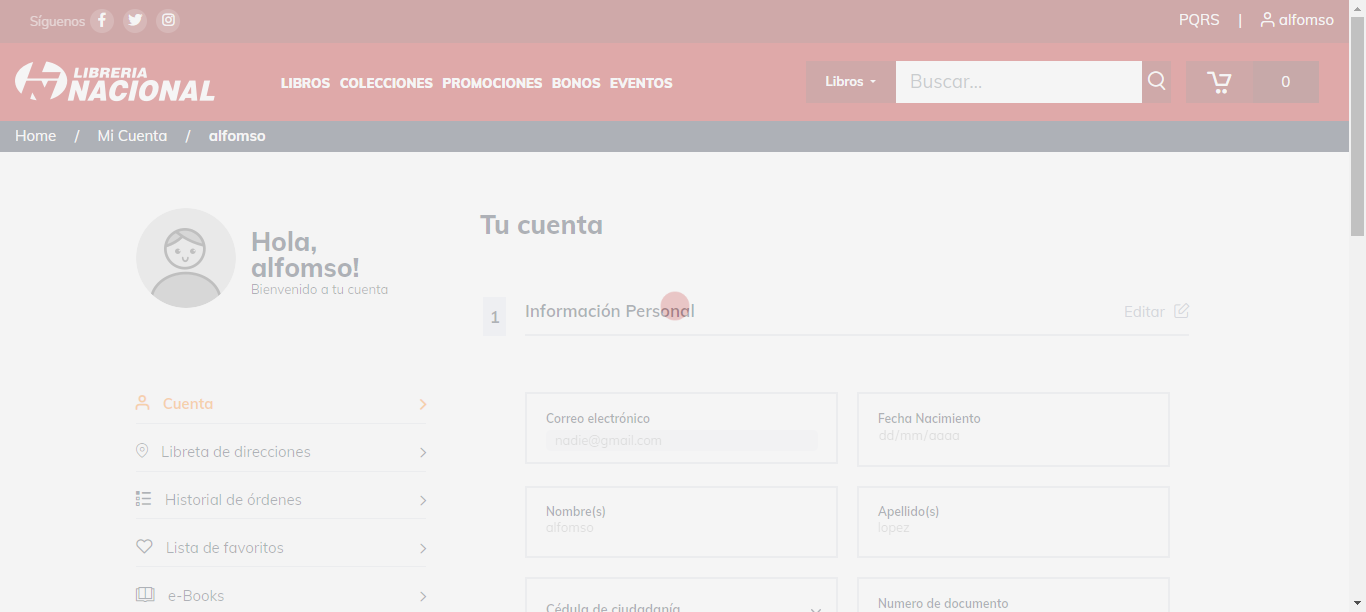 Síguenos
PQRS | alfomso
LIBRERIA
NACIONAL
LIBROS COLECCIONES PROMOCIONES BONOS EVENTOS
Libros
Buscar...
0
Home / Mi Cuenta / alfomso
Hola,
alfomso!
Bienvenido a tu cuenta
Tu cuenta
1 Información Personal
Editar
Cuenta
Libreta de direcciones
Historial de órdenes
Lista de favoritos
e-Books
Correo electrónico
nadie@gmail.com
Fecha Nacimiento
dd/mm/aaaa
Nombre(s)
alfomso
Apellido(s)
lopez
Cédula de ciudadanía
Numero de documento